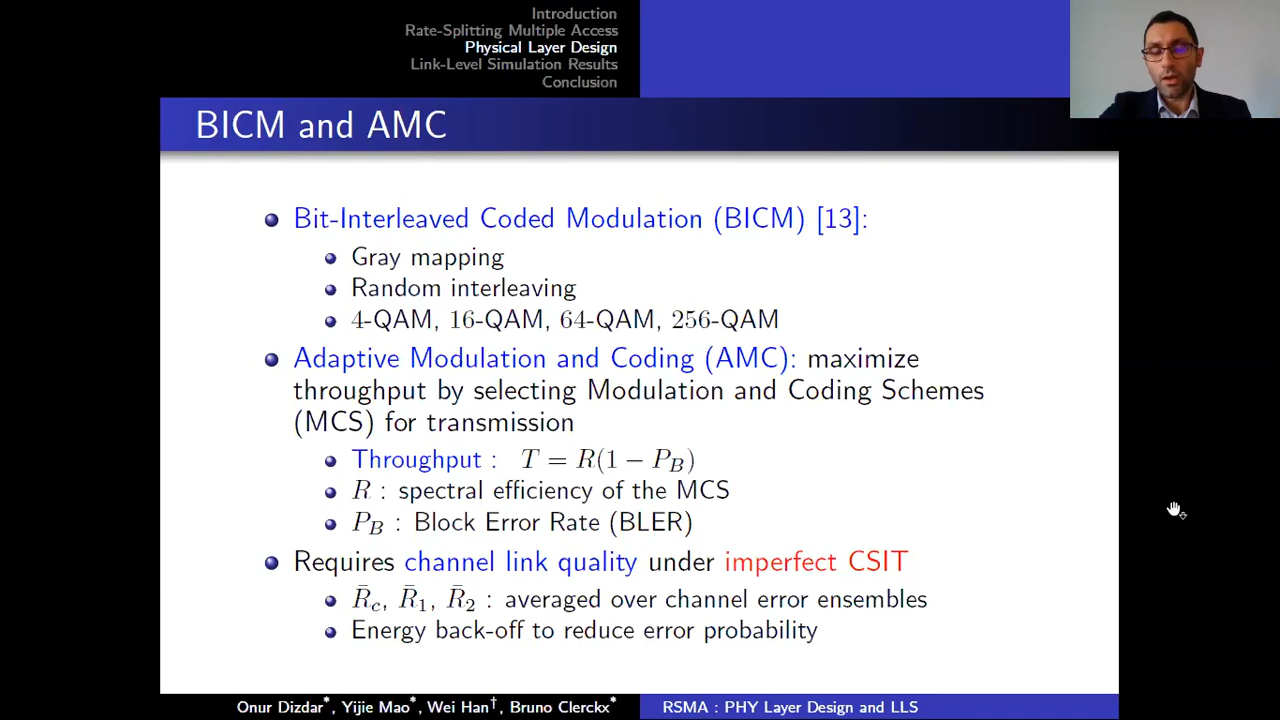 Introduction
Rate-Splitting Multiple Access
Physical Layer Design
Link-Level Simulation Results
Conclusion
BICM and AMC
Bit-Interleaved Coded Modulation (BICM) [13]:
Gray mapping
Random interleaving
4-QAM, 16-QAM, 64-QAM, 256-QAM
Adaptive Modulation and Coding (AMC): maximize
throughput by selecting Modulation and Coding Schemes
(MCS) for transmission
Throughput : T = R(1 − P_B)
R : spectral efficiency of the MCS
P_B : Block Error Rate (BLER)
Requires channel link quality under imperfect CSIT
R̄_c, R̄_1, R̄_2 : averaged over channel error ensembles
Energy back-off to reduce error probability
Onur Dizdar*, Yijie Mao*, Wei Han†, Bruno Clerckx*
RSMA : PHY Layer Design and LLS